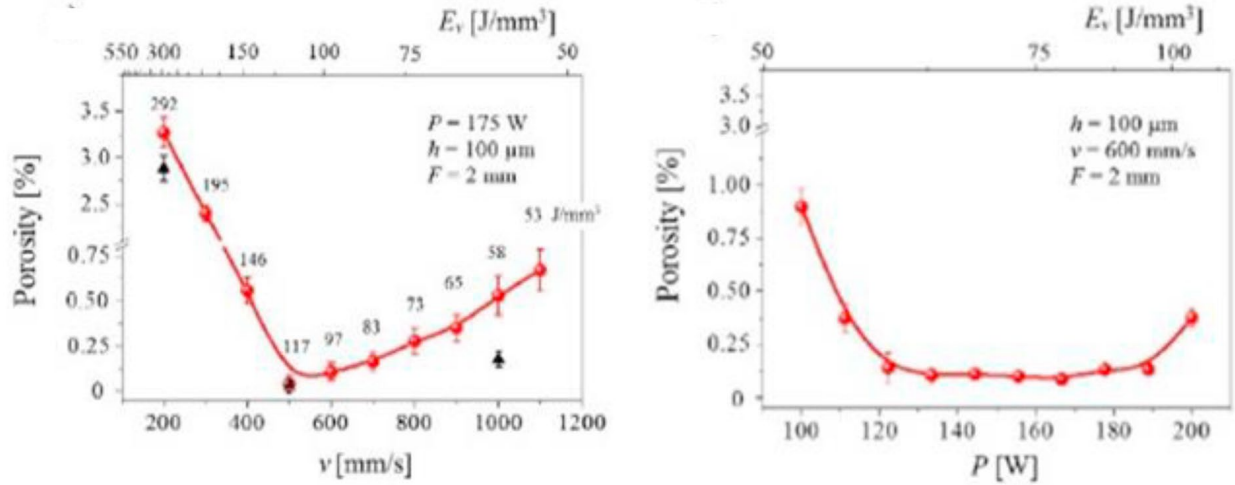 E_v [J/mm³]
550 300 150 100 75 50
3.5
3.0
2.5
0.75
0.50
0.25
0
Porosity [%]
292
195
146
117
97
83
73
65
58
53 J/mm³
P = 175 W
h = 100 μm
F = 2 mm
200 400 600 800 1000 1200
v [mm/s]
E_v [J/mm³]
50 75 100
3.5
3.0
1.00
0.75
0.50
0.25
0
Porosity [%]
h = 100 μm
v = 600 mm/s
F = 2 mm
100 120 140 160 180 200
P [W]